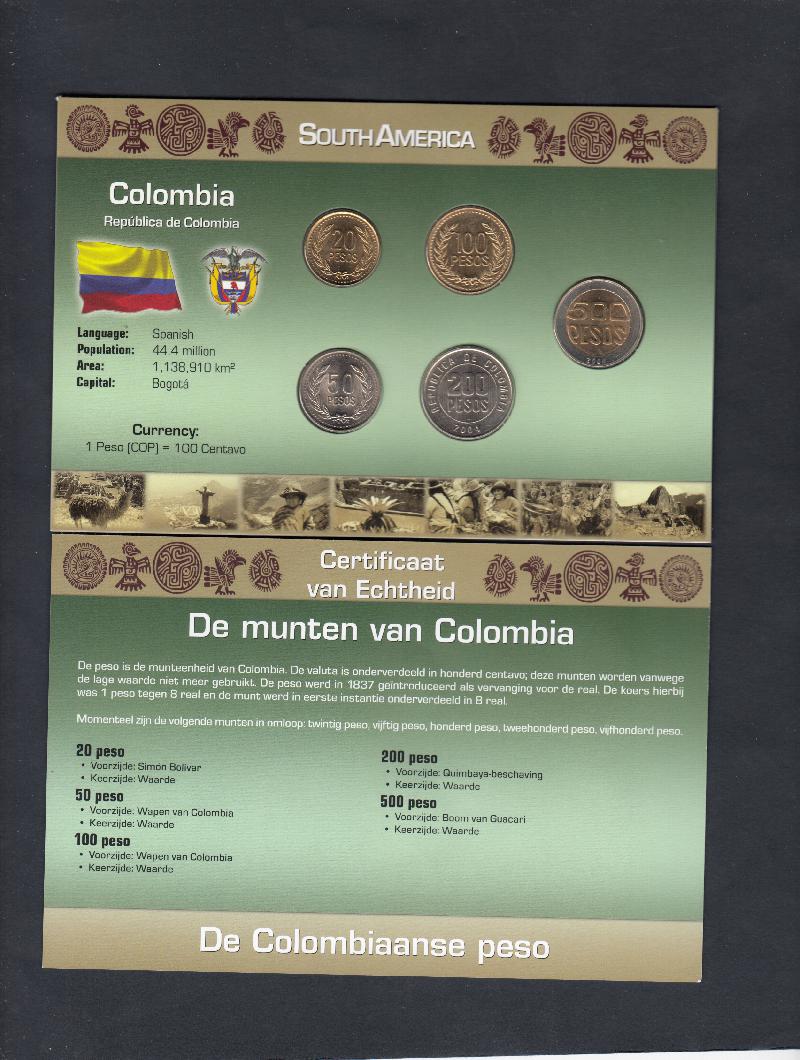 SOUTH AMERICA
Colombia
República de Colombia
Language: Spanish
Population: 44.4 million
Area: 1,138,910 km²
Capital: Bogotá
Currency:
1 Peso (COP) = 100 Centavo
20
PESOS
100
PESOS
500
PESOS
50
PESOS
REPUBLICA DE COLOMBIA
200
PESOS
2004
Certificaat
van Echtheid
De munten van Colombia
De peso is de munteenheid van Colombia. De valuta is onderverdeeld in honderd centavo; deze munten worden vanwege
de lage waarde niet meer gebruikt. De peso werd in 1837 geïntroduceerd als vervanging voor de real. De koers hierbij
was 1 peso tegen 8 real en de munt werd in eerste instantie onderverdeeld in 8 real.
Momenteel zijn de volgende munten in omloop: twintig peso, vijftig peso, honderd peso, tweehonderd peso, vijfhonderd peso.
20 peso
• Voorzijde: Simón Bolívar
• Keerzijde: Waarde
50 peso
• Voorzijde: Wapen van Colombia
• Keerzijde: Waarde
100 peso
• Voorzijde: Wapen van Colombia
• Keerzijde: Waarde
200 peso
• Voorzijde: Quimbaya-beschaving
• Keerzijde: Waarde
500 peso
• Voorzijde: Boom van Guacari
• Keerzijde: Waarde
De Colombiaanse peso